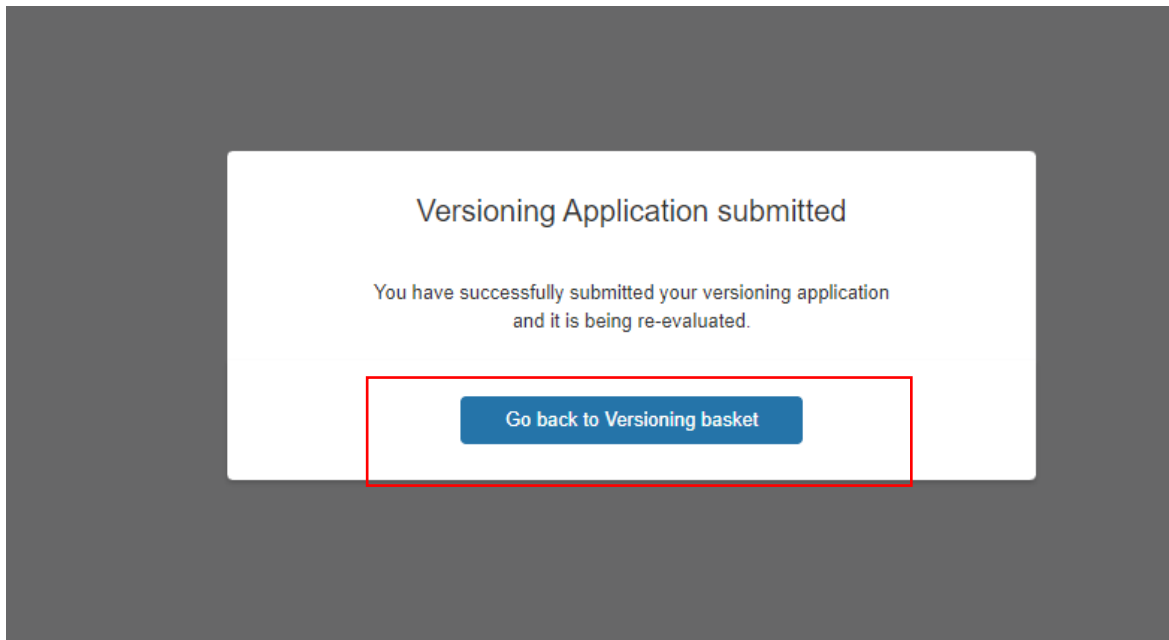 Versioning Application submitted
You have successfully submitted your versioning application
and it is being re-evaluated.
Go back to Versioning basket